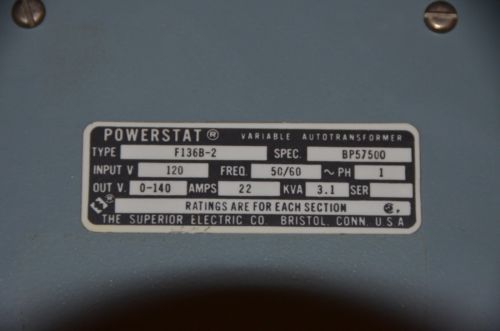 POWERSTAT® VARIABLE AUTOTRANSFORMER
TYPE F136B-2 SPEC. BP57500
INPUT V 120 FREQ. 50/60 ~ PH 1
OUT V. 0-140 AMPS 22 KVA 3.1 SER
® RATINGS ARE FOR EACH SECTION
THE SUPERIOR ELECTRIC CO. BRISTOL, CONN. U.S.A